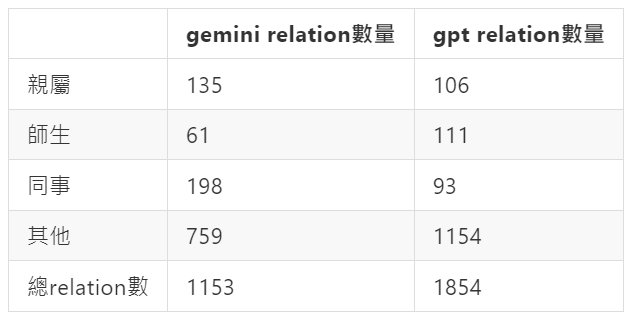 gemini relation數量 gpt relation數量
親屬 135 106
師生 61 111
同事 198 93
其他 759 1154
總relation數 1153 1854